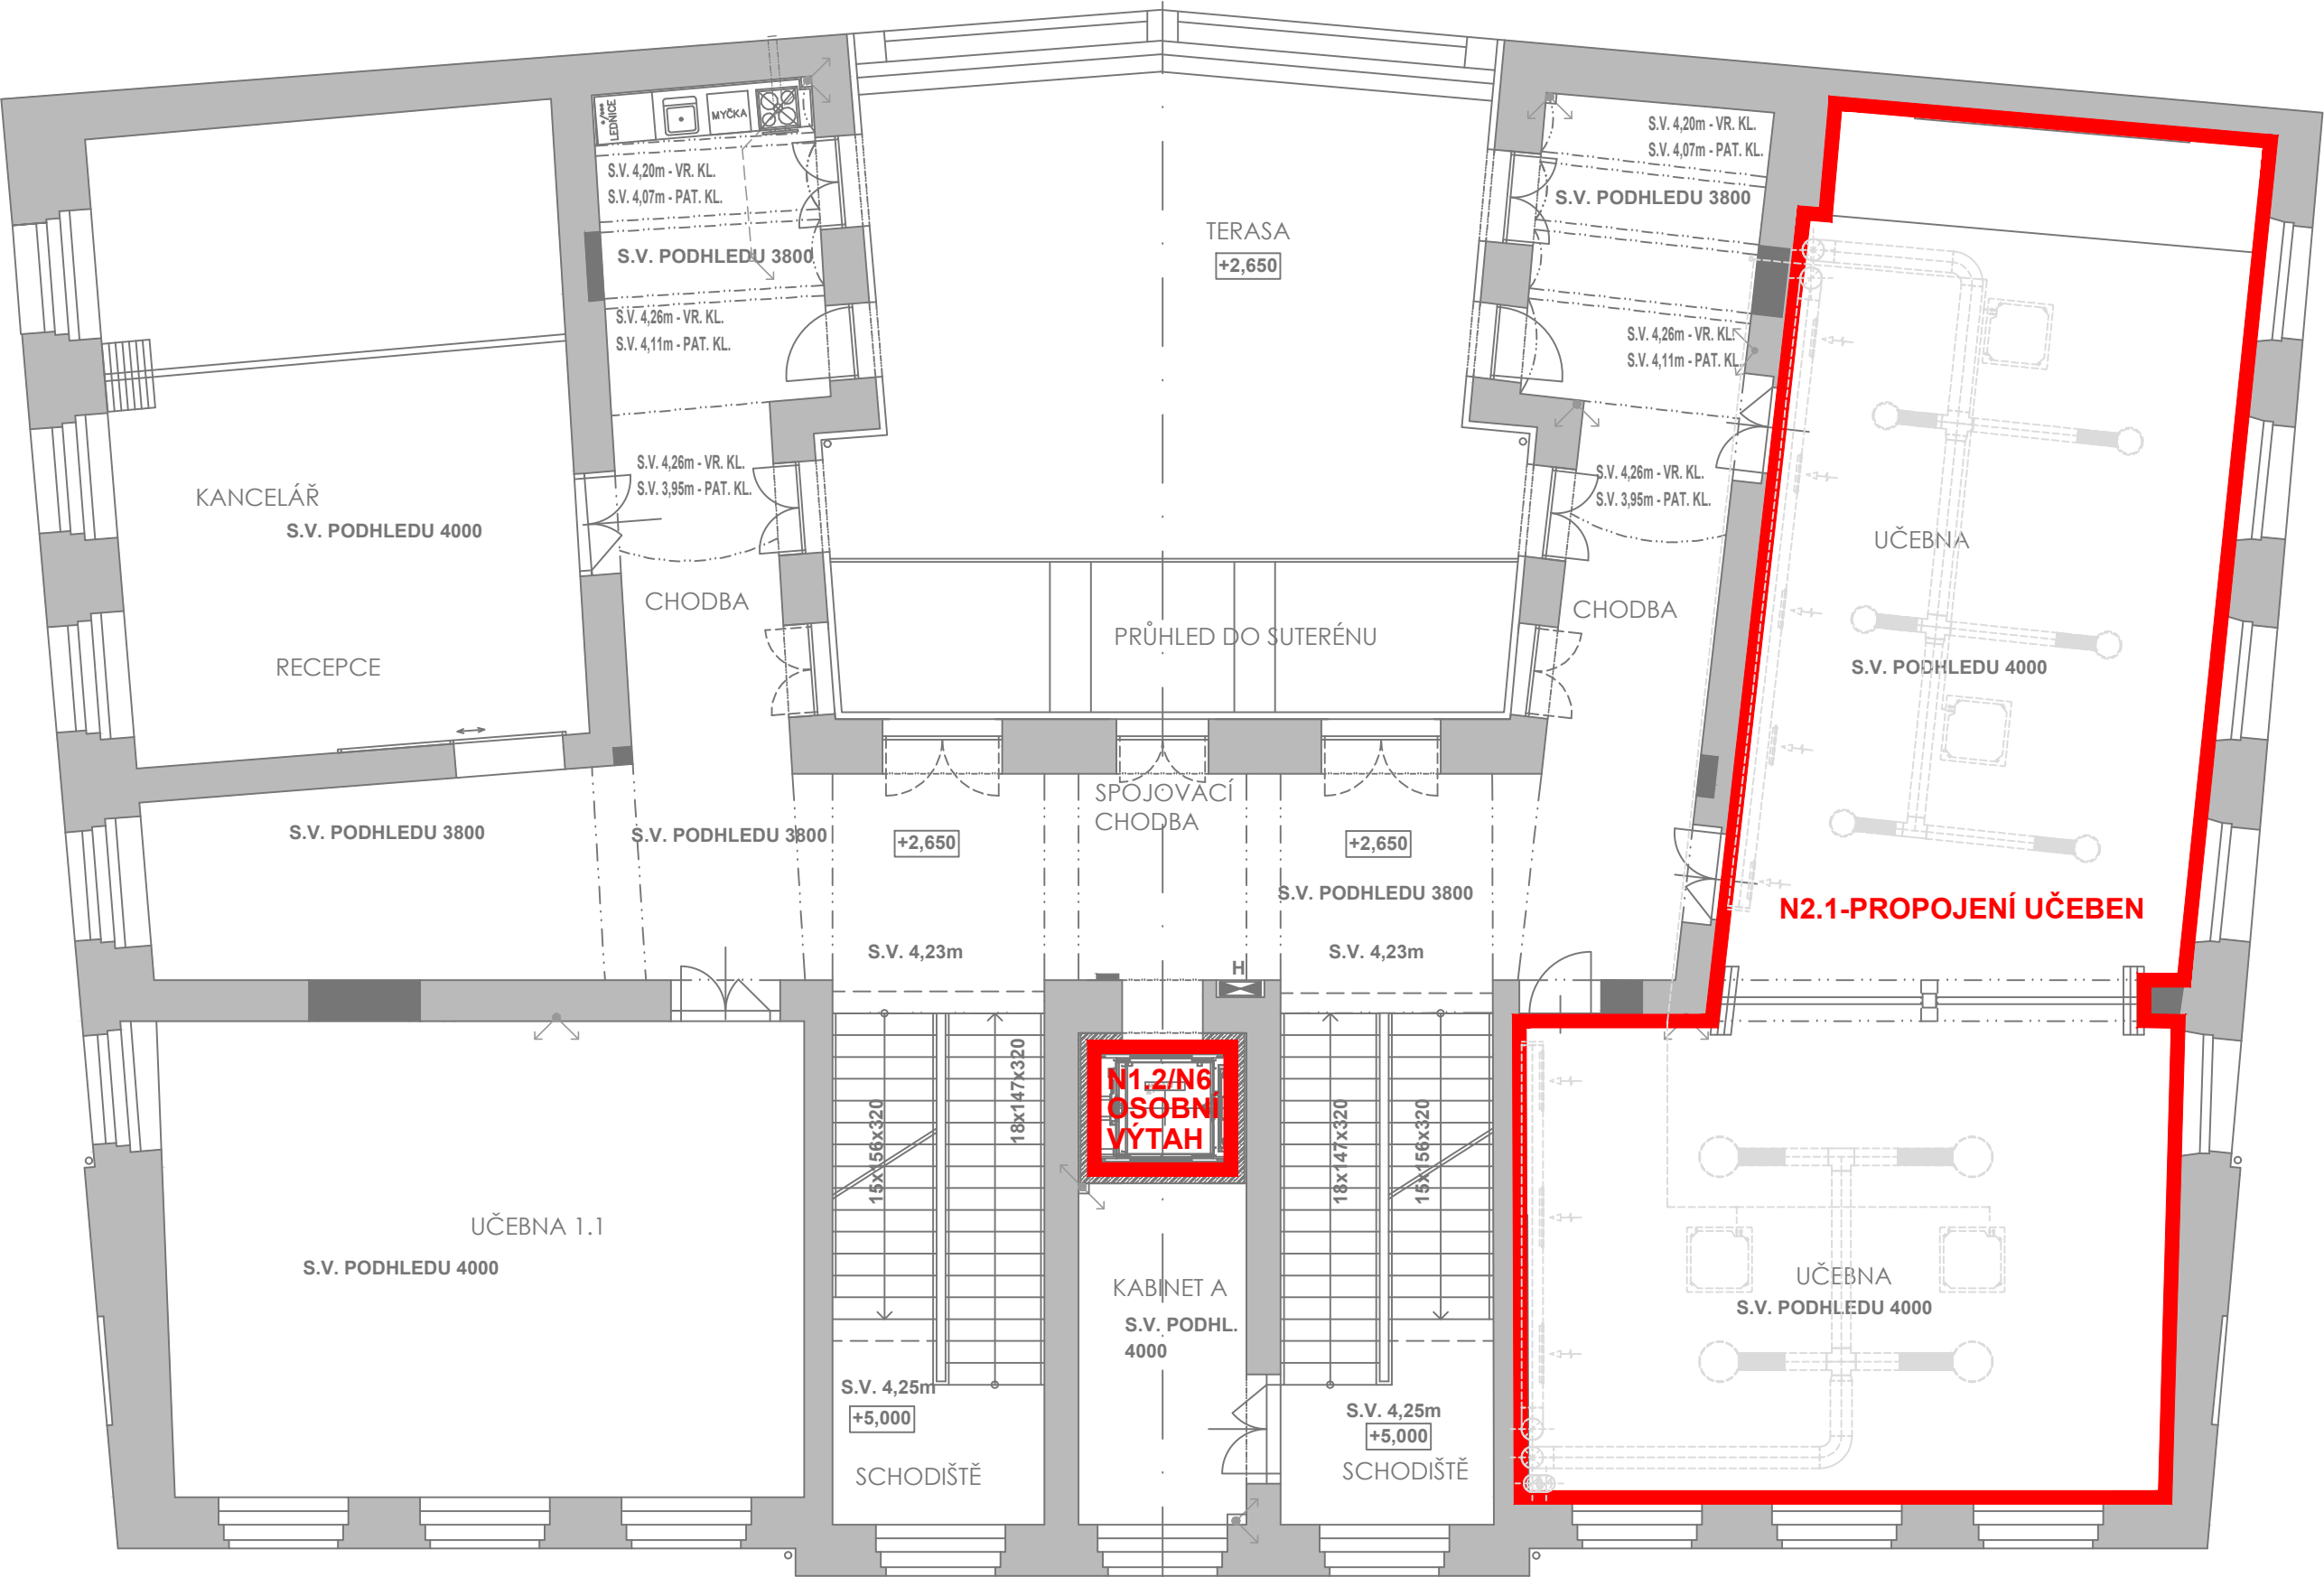 */***
LEDNICE
MYČKA
S.V. 4,20m - VR. KL.
S.V. 4,07m - PAT. KL.
S.V. PODHLEDU 3800
S.V. 4,26m - VR. KL.
S.V. 4,11m - PAT. KL.
S.V. 4,26m - VR. KL.
S.V. 3,95m - PAT. KL.
KANCELÁŘ
S.V. PODHLEDU 4000
RECEPCE
CHODBA
TERASA
+2,650
PRŮHLED DO SUTERÉNU
S.V. 4,20m - VR. KL.
S.V. 4,07m - PAT. KL.
S.V. PODHLEDU 3800
S.V. 4,26m - VR. KL.
S.V. 4,11m - PAT. KL.
S.V. 4,26m - VR. KL.
S.V. 3,95m - PAT. KL.
CHODBA
UČEBNA
S.V. PODHLEDU 4000
N2.1-PROPOJENÍ UČEBEN
S.V. PODHLEDU 3800
S.V. PODHLEDU 3800
+2,650
SPOJOVACÍ
CHODBA
+2,650
S.V. PODHLEDU 3800
S.V. 4,23m
S.V. 4,23m
H
N1.2/N6
OSOBNÍ
VÝTAH
15x156x320
18x147x320
18x147x320
15x156x320
UČEBNA 1.1
S.V. PODHLEDU 4000
KABINET A
S.V. PODHL.
4000
S.V. 4,25m
+5,000
SCHODIŠTĚ
S.V. 4,25m
+5,000
SCHODIŠTĚ
UČEBNA
S.V. PODHLEDU 4000